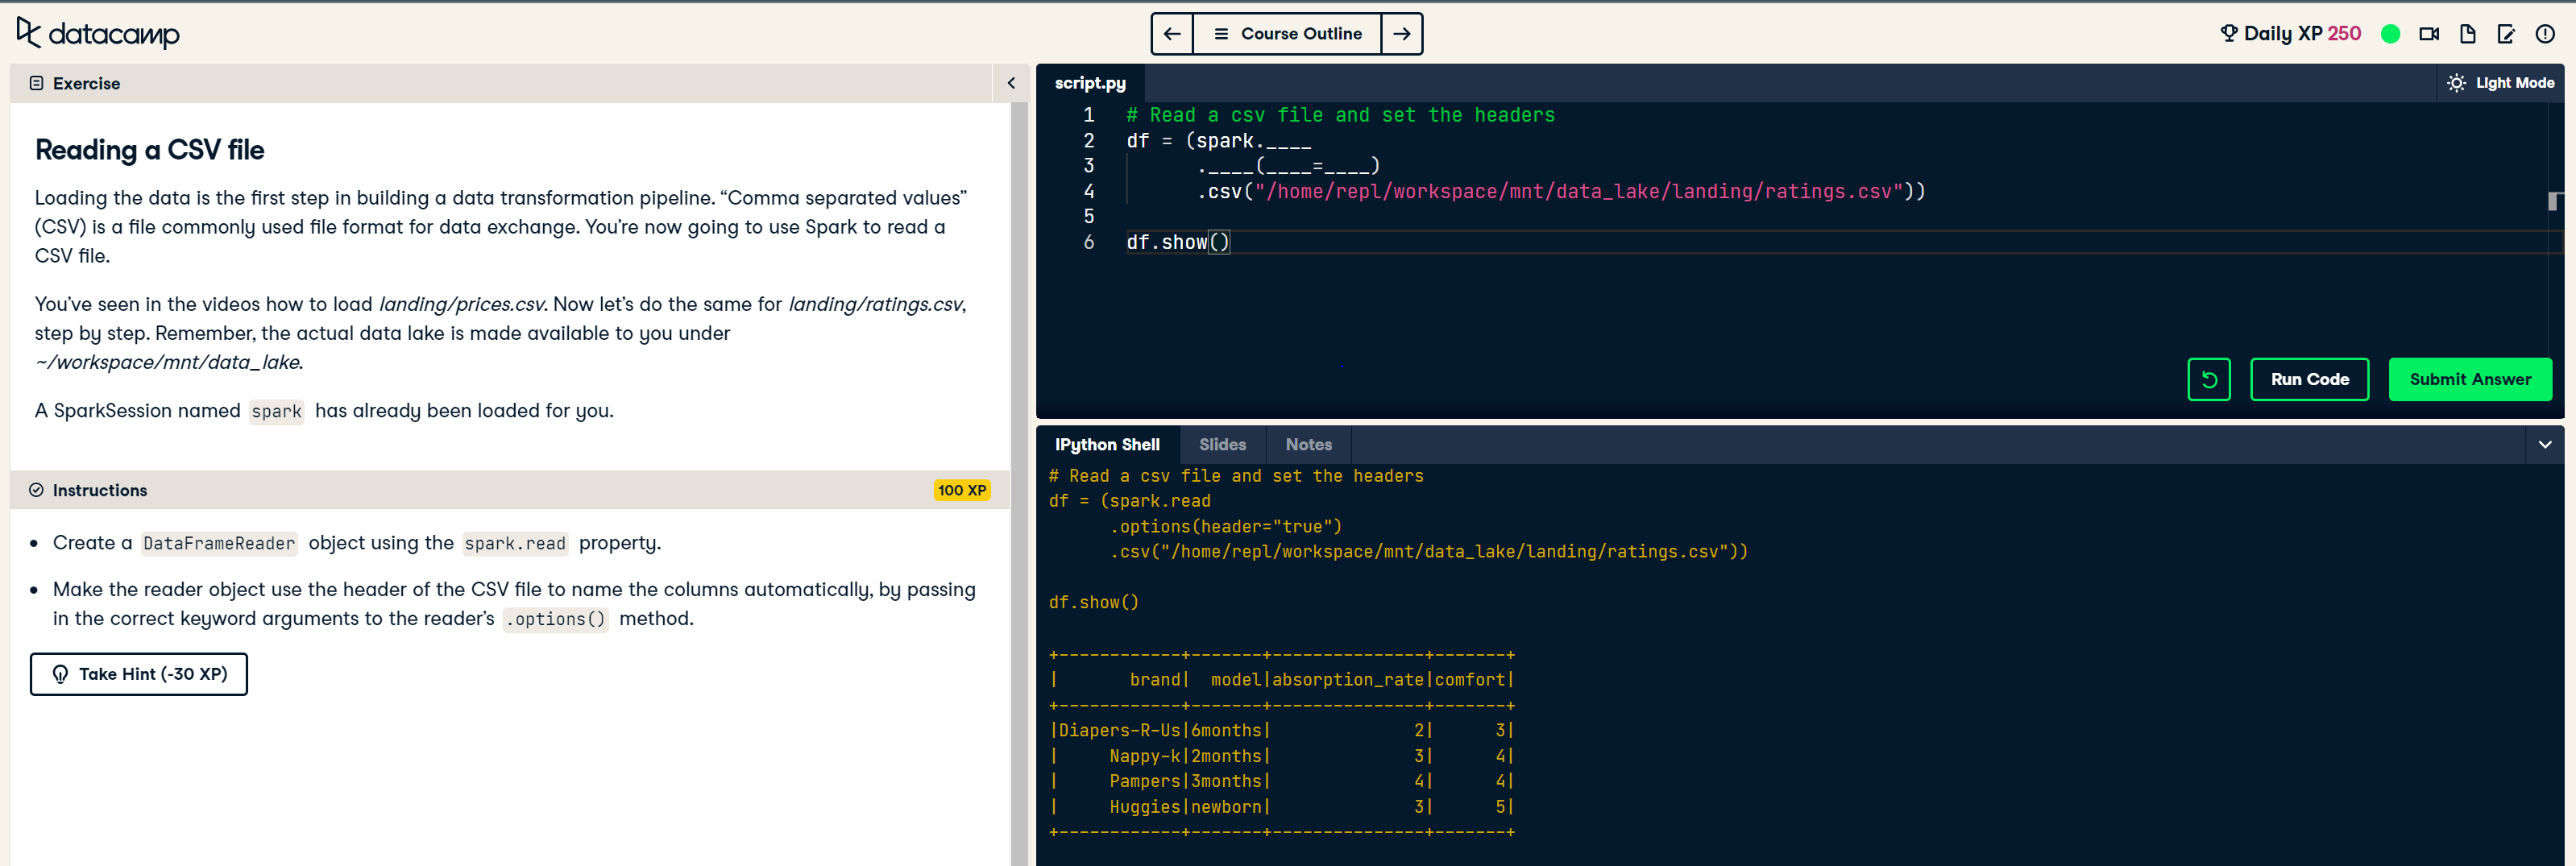 datacamp
Course Outline
Daily XP 250
Exercise
Reading a CSV file
Loading the data is the first step in building a data transformation pipeline. “Comma separated values”
(CSV) is a file commonly used file format for data exchange. You’re now going to use Spark to read a
CSV file.
You’ve seen in the videos how to load landing/prices.csv. Now let’s do the same for landing/ratings.csv,
step by step. Remember, the actual data lake is made available to you under
~/workspace/mnt/data_lake.
A SparkSession named spark has already been loaded for you.
Instructions
100 XP
Create a DataFrameReader object using the spark.read property.
Make the reader object use the header of the CSV file to name the columns automatically, by passing
in the correct keyword arguments to the reader’s .options() method.
Take Hint (-30 XP)
script.py
Light Mode
1 # Read a csv file and set the headers
2 df = (spark.____
3       .____(____=____)
4       .csv("/home/repl/workspace/mnt/data_lake/landing/ratings.csv"))
5
6 df.show()
Run Code
Submit Answer
IPython Shell
Slides
Notes
# Read a csv file and set the headers
df = (spark.read
      .options(header="true")
      .csv("/home/repl/workspace/mnt/data_lake/landing/ratings.csv"))
df.show()
+------------+-------+---------------+-------+
|       brand|  model|absorption_rate|comfort|
+------------+-------+---------------+-------+
|Diapers-R-Us|6months|              2|      3|
|     Nappy-k|2months|              3|      4|
|     Pampers|3months|              4|      4|
|     Huggies|newborn|              3|      5|
+------------+-------+---------------+-------+